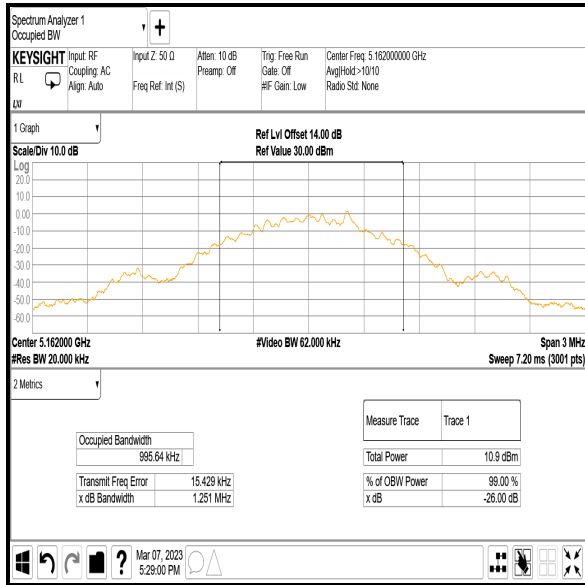 Spectrum Analyzer 1
Occupied BW
▼
+
KEYSIGHT
RL
LXI
Input: RF
Coupling: AC
Align: Auto
Input Z: 50 Ω
Freq Ref: Int (S)
Atten: 10 dB
Preamp: Off
Trig: Free Run
Gate: Off
#IF Gain: Low
Center Freq: 5.162000000 GHz
Avg|Hold:>10/10
Radio Std: None
1 Graph
Scale/Div 10.0 dB
Ref Lvl Offset 14.00 dB
Ref Value 30.00 dBm
Log
20.0
10.0
0.00
-10.0
-20.0
-30.0
-40.0
-50.0
-60.0
Center 5.162000 GHz
#Res BW 20.000 kHz
#Video BW 62.000 kHz
Span 3 MHz
Sweep 7.20 ms (3001 pts)
2 Metrics
Occupied Bandwidth
995.64 kHz
Transmit Freq Error 15.429 kHz
x dB Bandwidth 1.251 MHz
Measure Trace Trace 1
Total Power 10.9 dBm
% of OBW Power 99.00 %
x dB -26.00 dB
?
Mar 07, 2023
5:29:00 PM